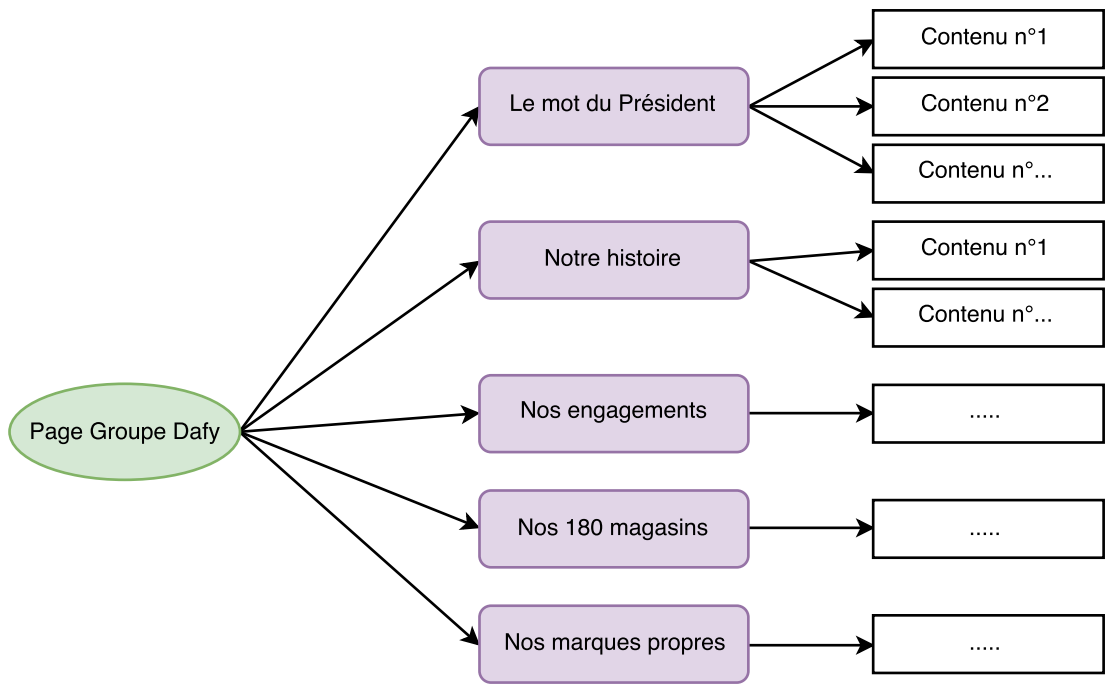 Page Groupe Dafy
Le mot du Président
Contenu n°1
Contenu n°2
Contenu n°...
Notre histoire
Contenu n°1
Contenu n°...
Nos engagements
.....
Nos 180 magasins
.....
Nos marques propres
.....